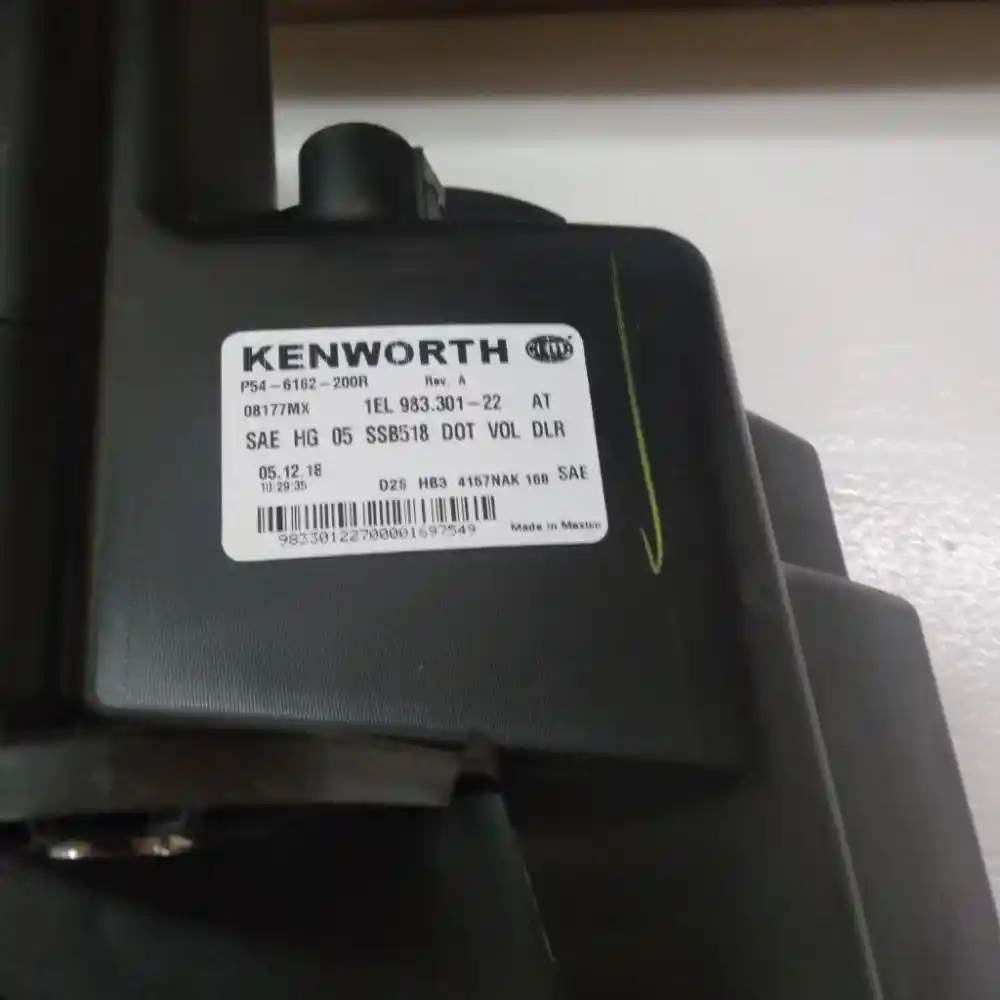 KENWORTH HELLA
P54-6162-200R Rev. A
08177MX 1EL 983.301-22 AT
SAE HG 05 SSB518 DOT VOL DLR
05.12.18
10:29:35 D2S HB3 4157NAK 168 SAE
98330122700001697549 Made in Mexico